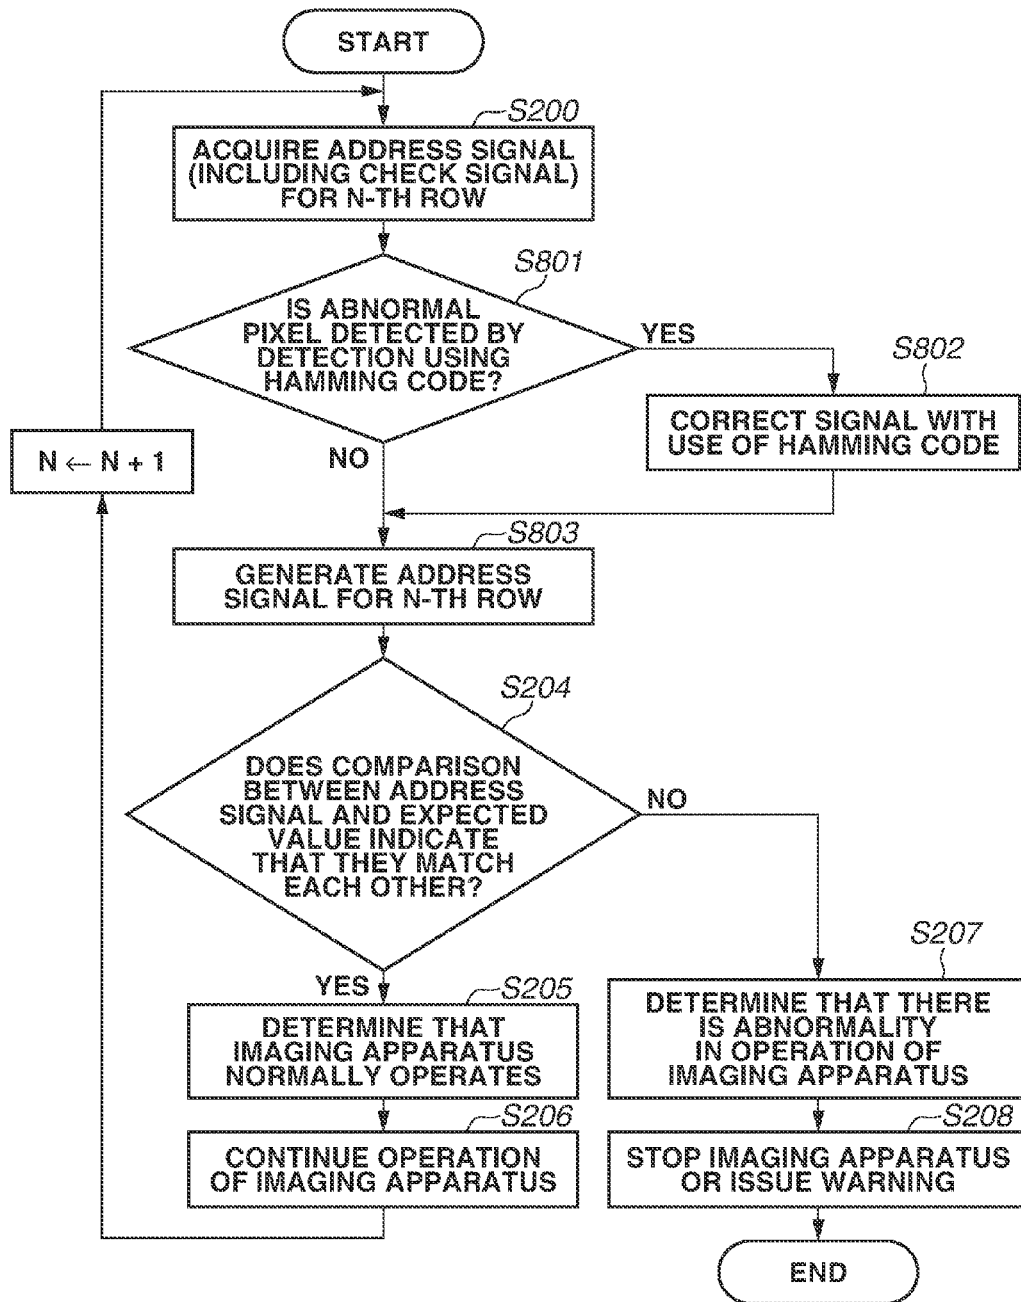 START
S200
ACQUIRE ADDRESS SIGNAL
(INCLUDING CHECK SIGNAL)
FOR N-TH ROW
S801
IS ABNORMAL
PIXEL DETECTED BY
DETECTION USING
HAMMING CODE?
YES
S802
CORRECT SIGNAL WITH
USE OF HAMMING CODE
N ← N + 1
NO
S803
GENERATE ADDRESS
SIGNAL FOR N-TH ROW
S204
DOES COMPARISON
BETWEEN ADDRESS
SIGNAL AND EXPECTED
VALUE INDICATE
THAT THEY MATCH
EACH OTHER?
NO
YES
S205
DETERMINE THAT
IMAGING APPARATUS
NORMALLY OPERATES
S207
DETERMINE THAT THERE
IS ABNORMALITY
IN OPERATION OF
IMAGING APPARATUS
S206
CONTINUE OPERATION
OF IMAGING APPARATUS
S208
STOP IMAGING APPARATUS
OR ISSUE WARNING
END